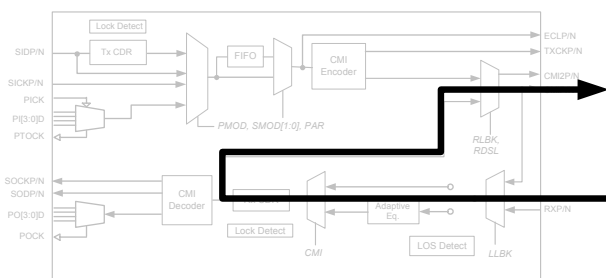 Lock Detect
SIDP/N
Tx CDR
ECLP/N
TXCKP/N
FIFO
CMI
Encoder
CMI2P/N
SICKP/N
PICK
PI[3:0]D
PTOCK
PMOD, SMOD[1:0], PAR
RLBK,
RDSL
SOCKP/N
SODP/N
PO[3:0]D
POCK
CMI
Decoder
Lock Detect
CMI
Adaptive
Eq.
LOS Detect
LLBK
RXP/N